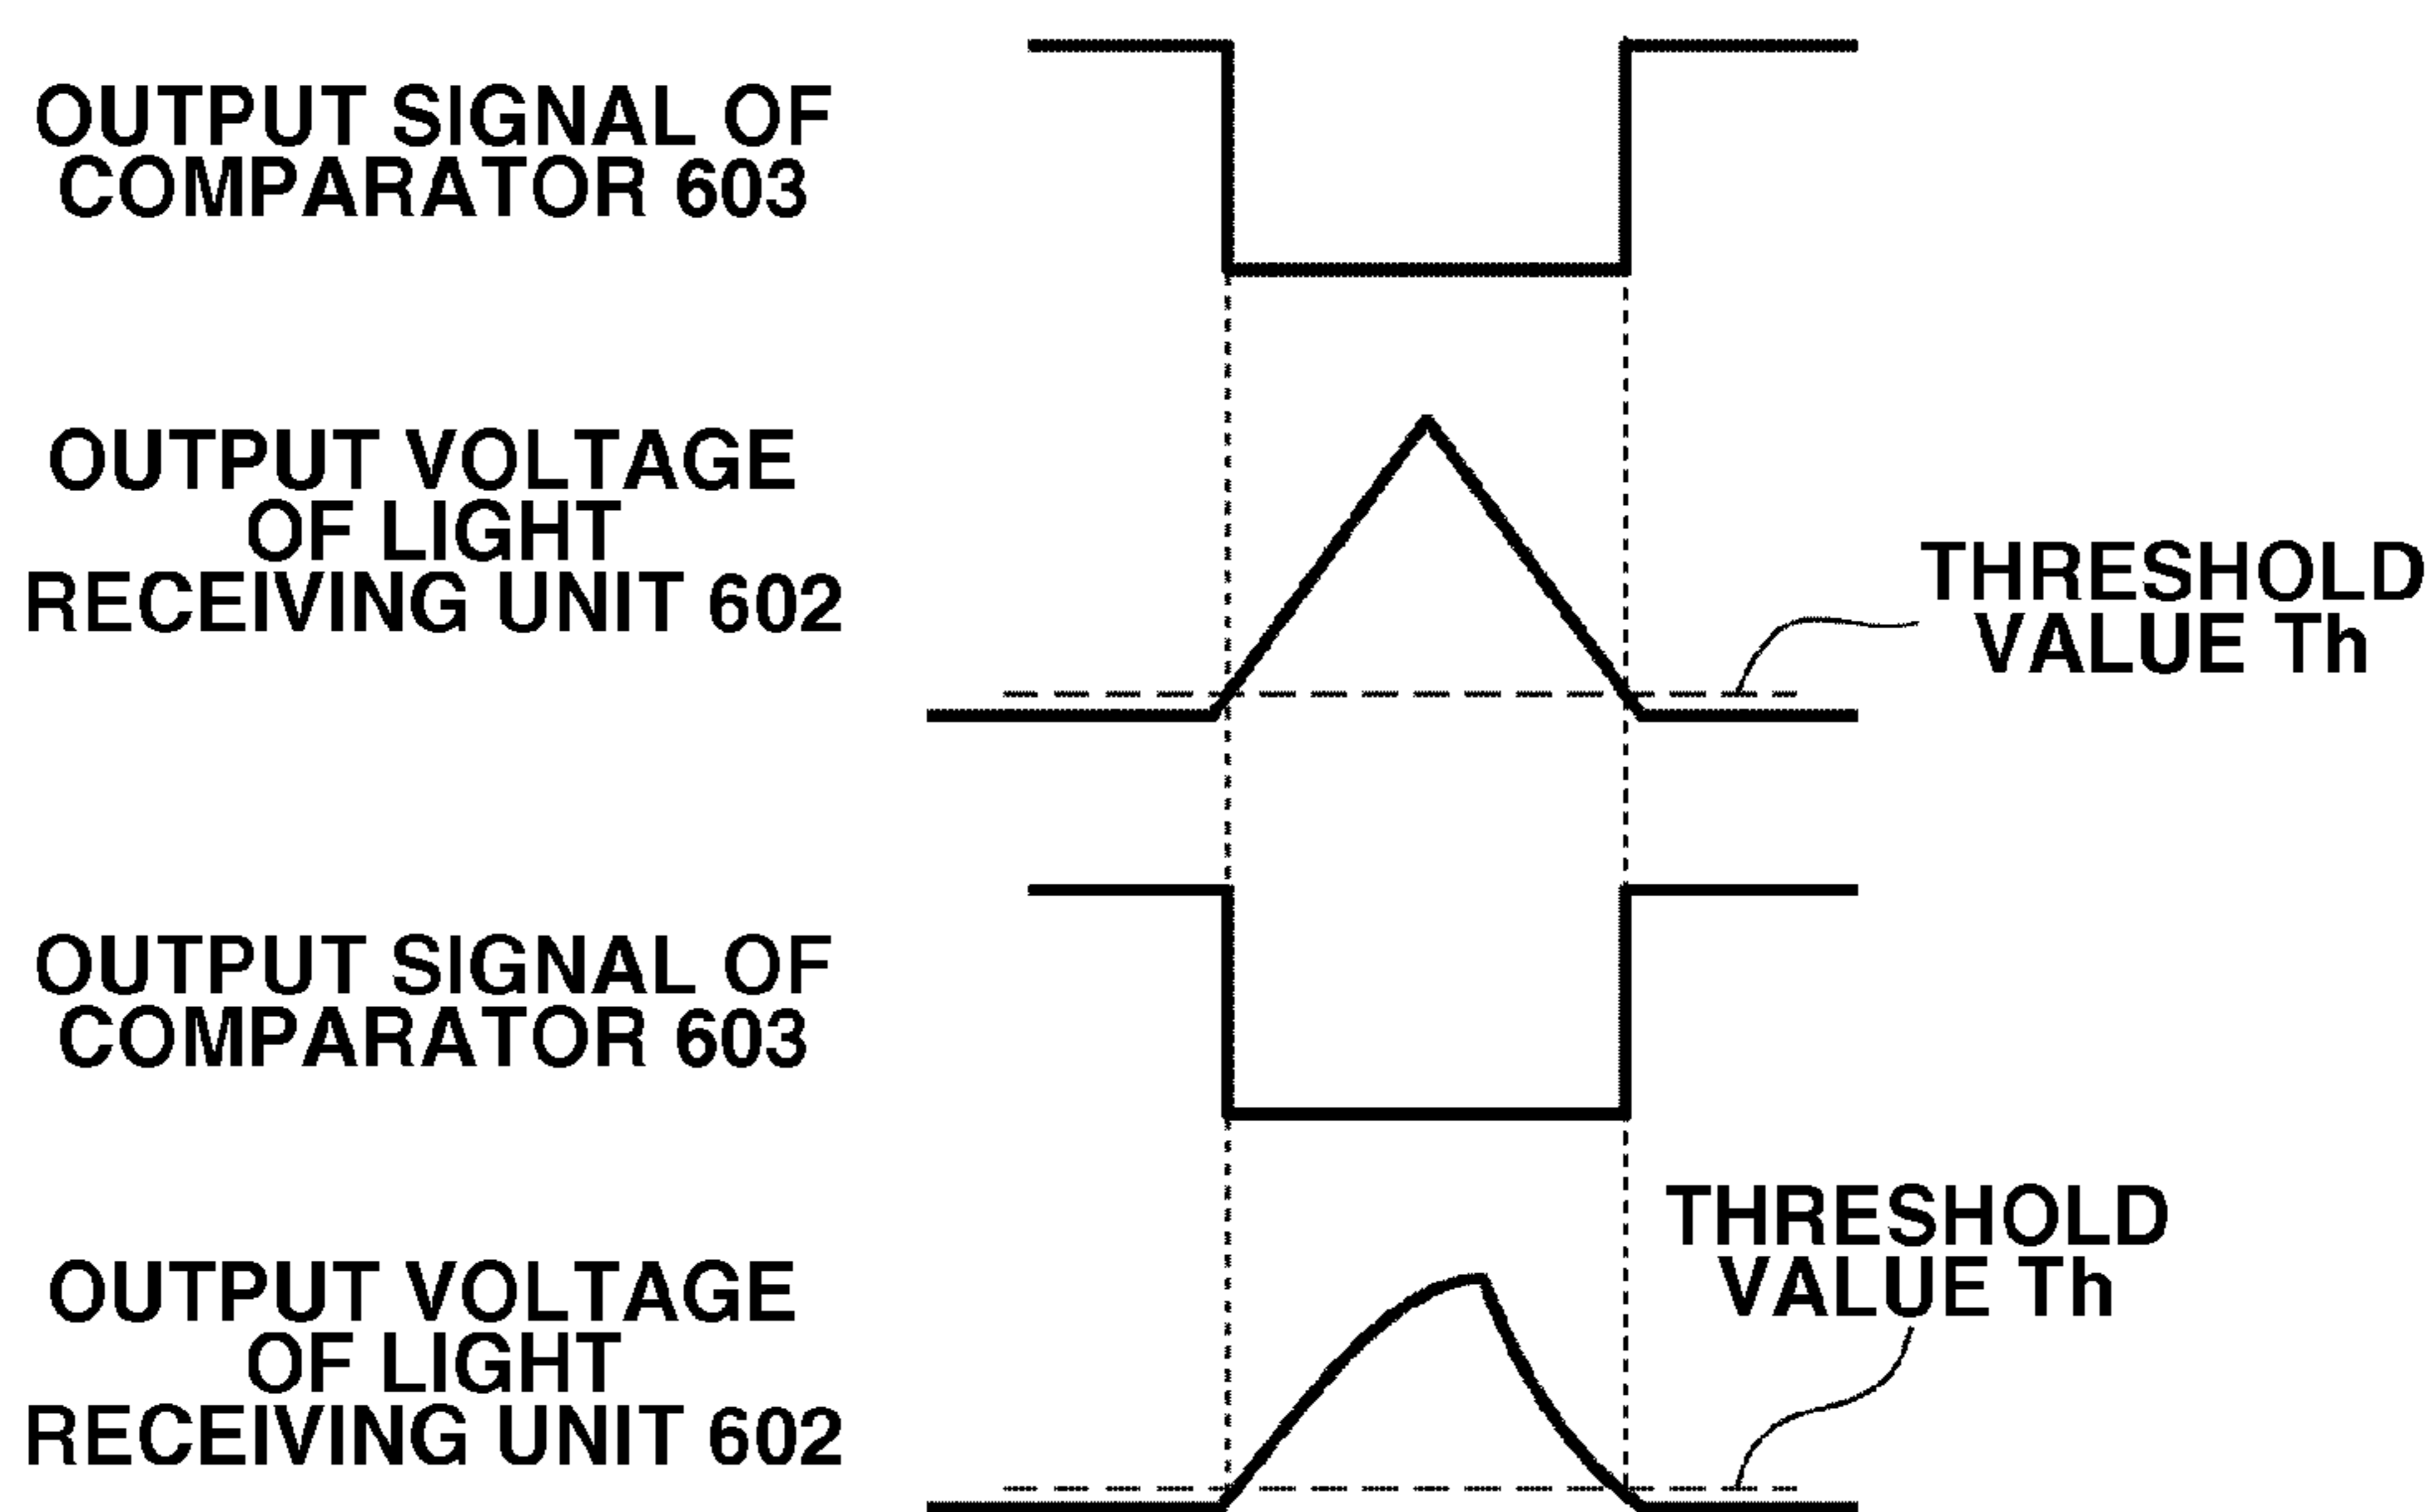 OUTPUT SIGNAL OF
COMPARATOR 603
OUTPUT VOLTAGE
OF LIGHT
RECEIVING UNIT 602
THRESHOLD
VALUE Th
OUTPUT SIGNAL OF
COMPARATOR 603
THRESHOLD
VALUE Th
OUTPUT VOLTAGE
OF LIGHT
RECEIVING UNIT 602